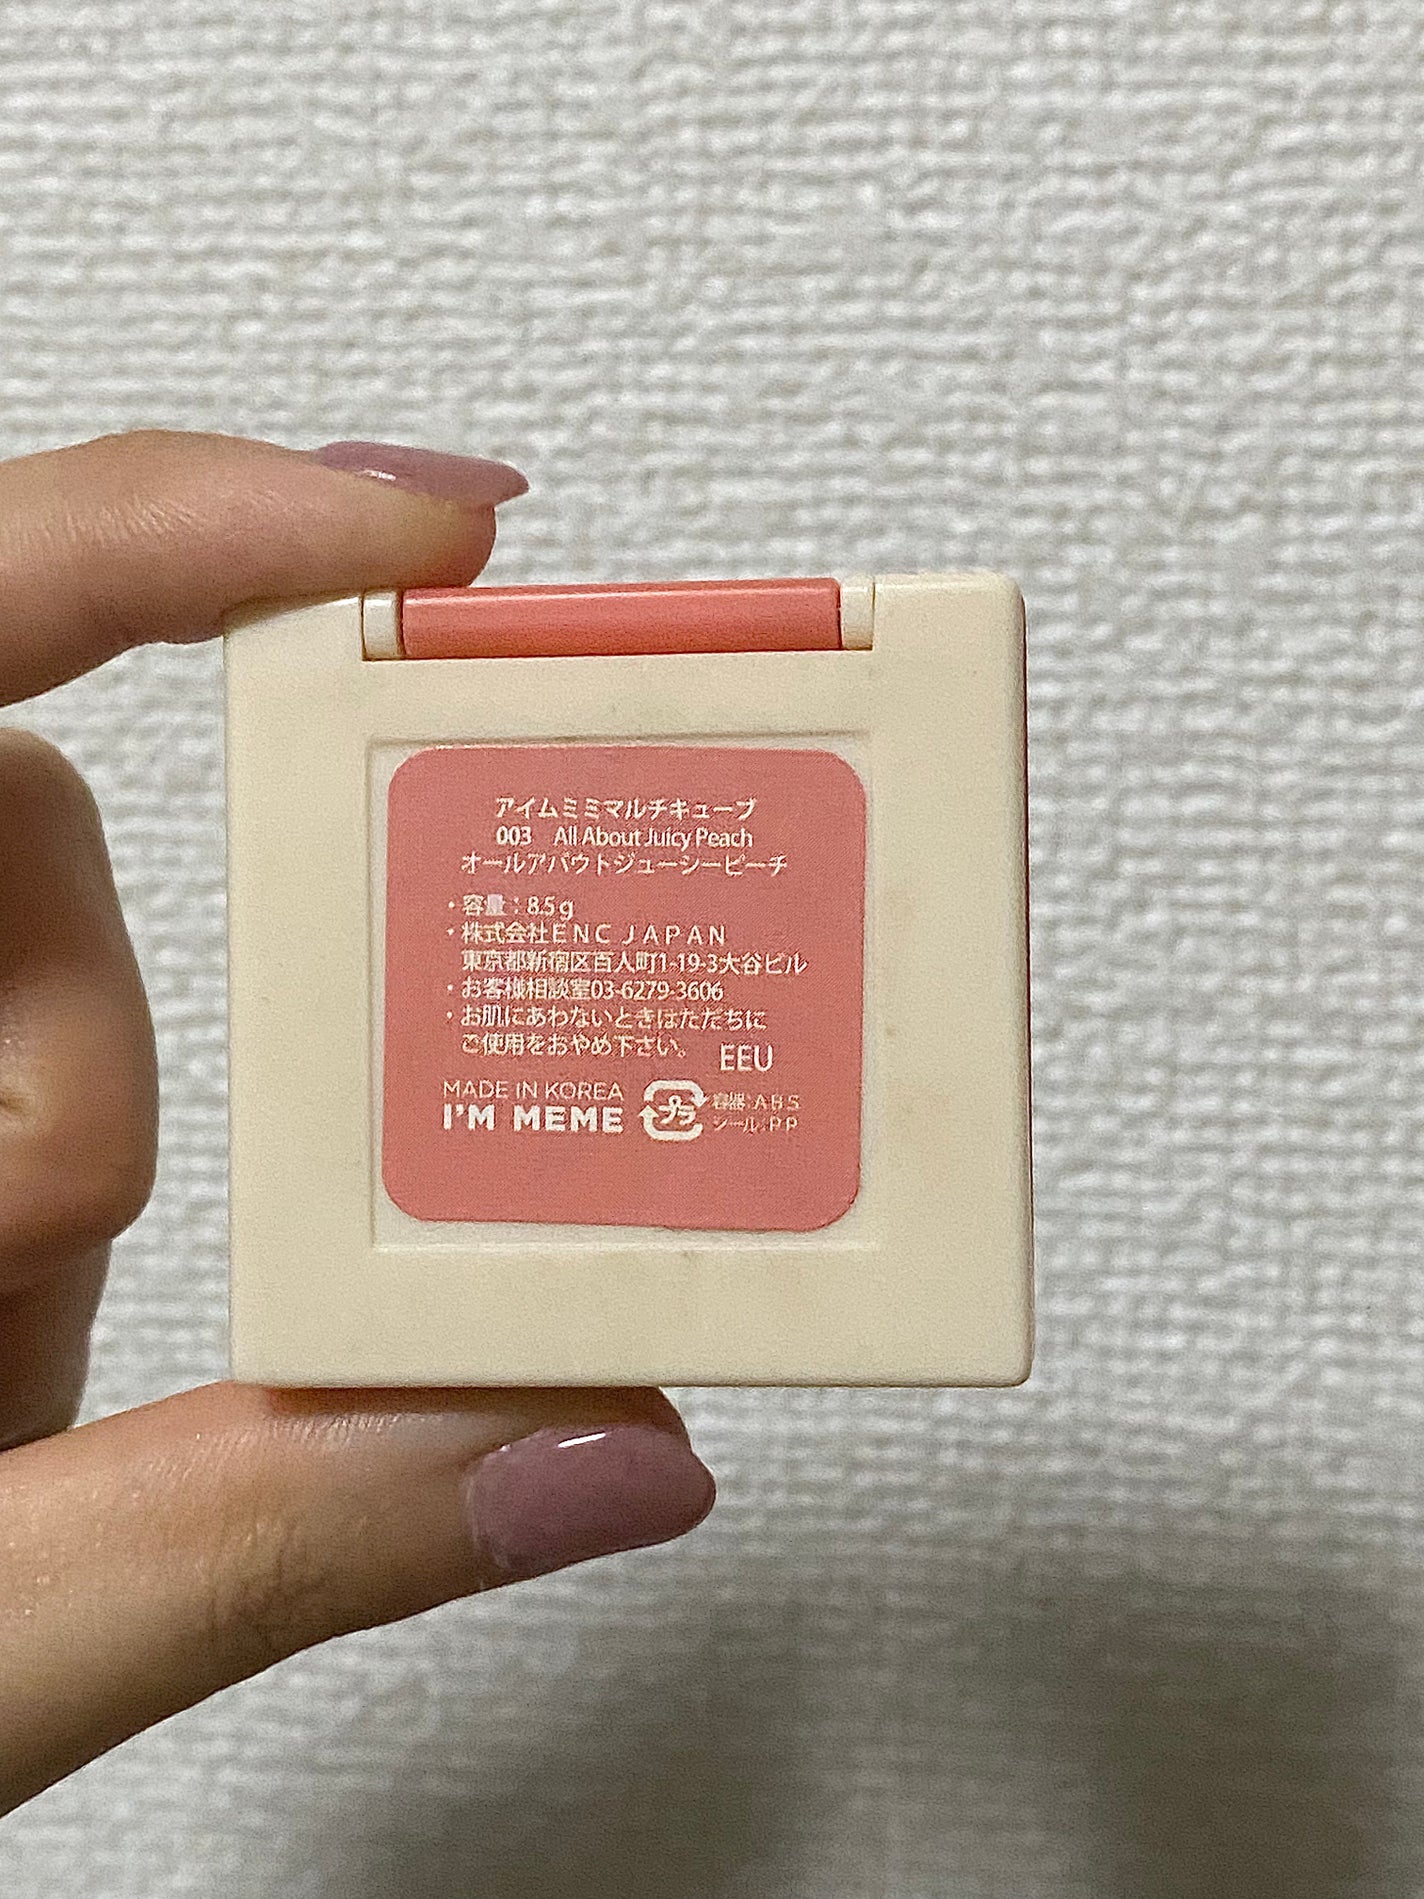 アイムミミマルチキューブ
003 All About Juicy Peach
オールアバウトジューシーピーチ
・容量：8.5g
・株式会社ENC JAPAN
東京都新宿区百人町1-19-3大谷ビル
・お客様相談室03-6279-3606
・お肌にあわないときはただちに
ご使用をおやめ下さい。
EEU
MADE IN KOREA
I'M MEME
プラ
容器:ABS
シール:PP